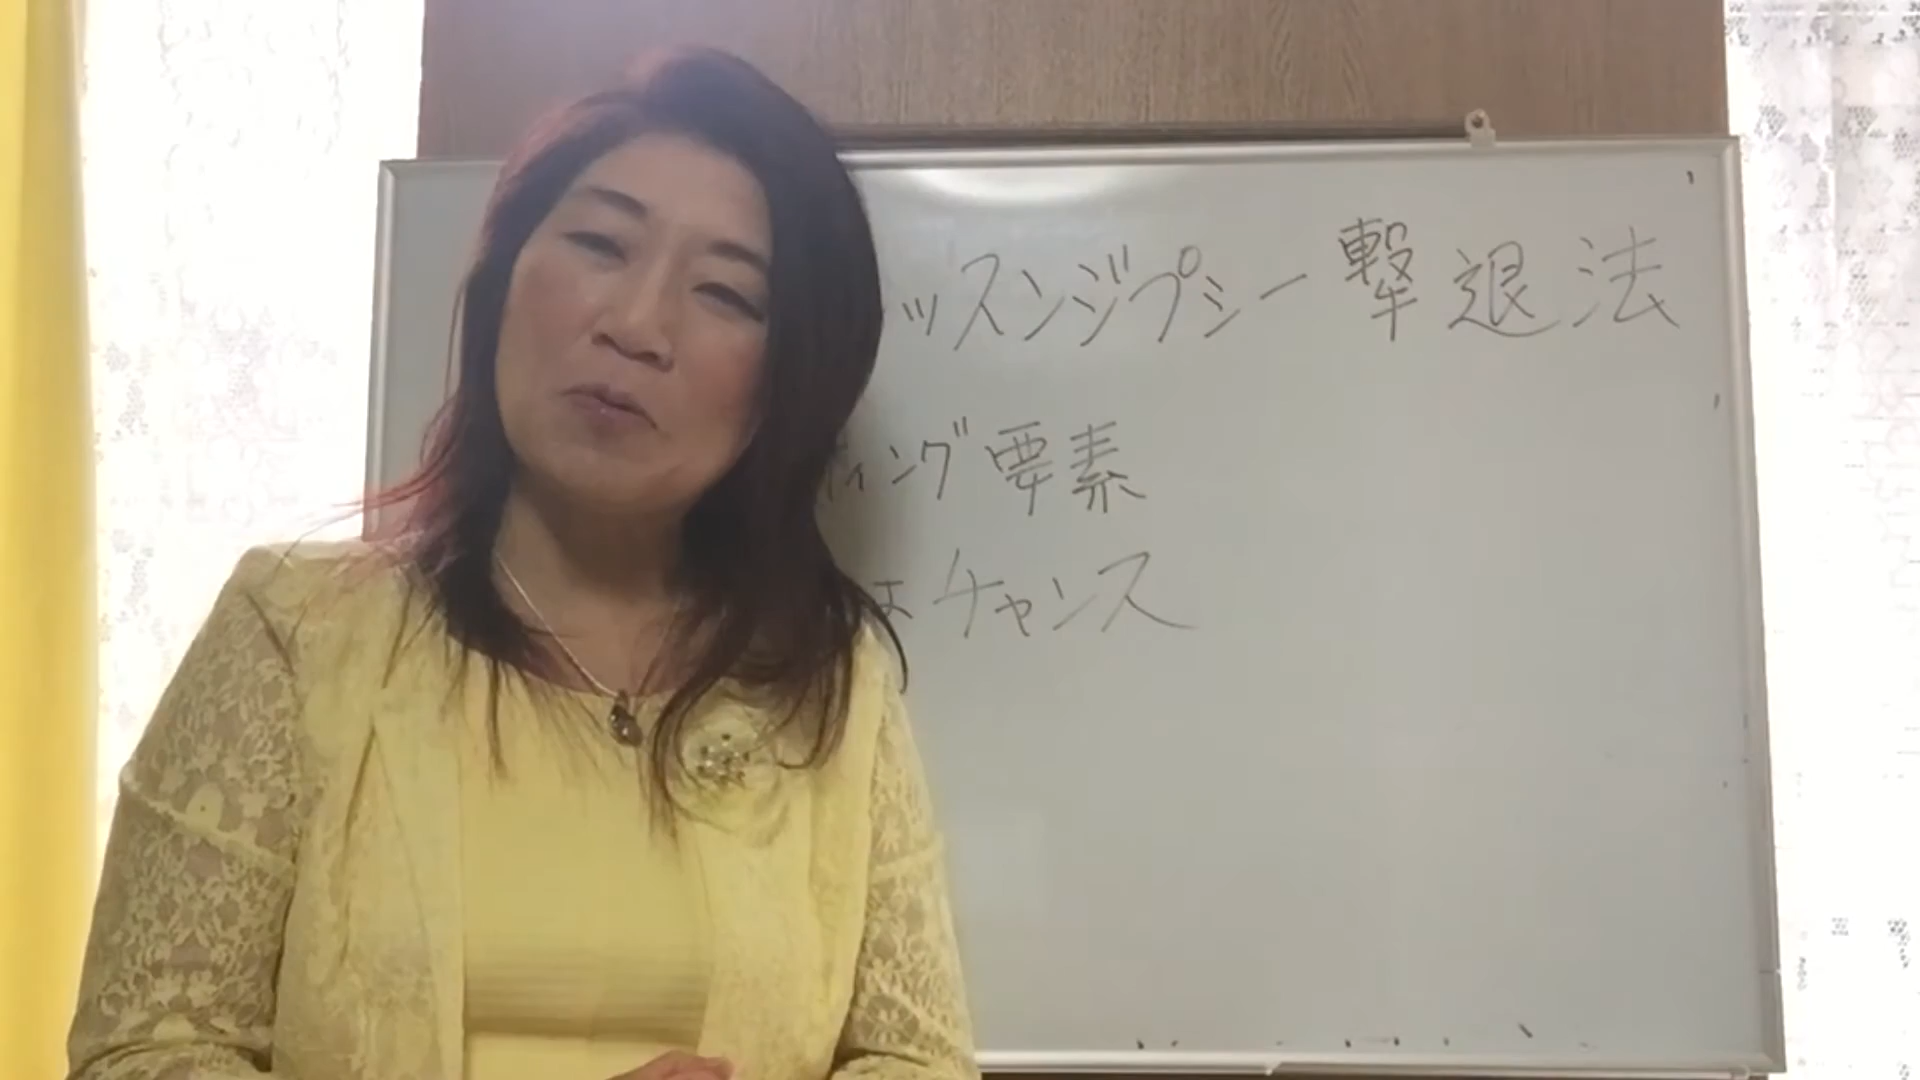 ッスンジプシー撃退法
ィング要素
はチャンス